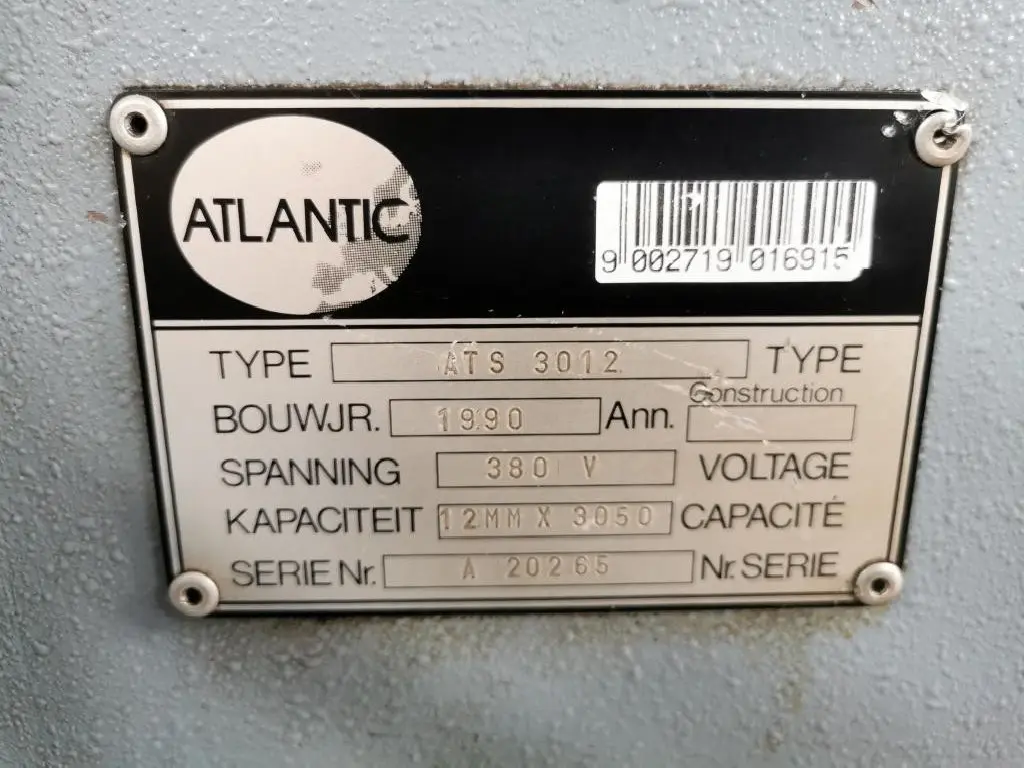 ATLANTIC
9 002719 016915
TYPE ATS 3012 TYPE
BOUWJR. 1990 Ann. Construction
SPANNING 380 V VOLTAGE
KAPACITEIT 12MM X 3050 CAPACITÉ
SERIE Nr. A 20265 Nr. SERIE